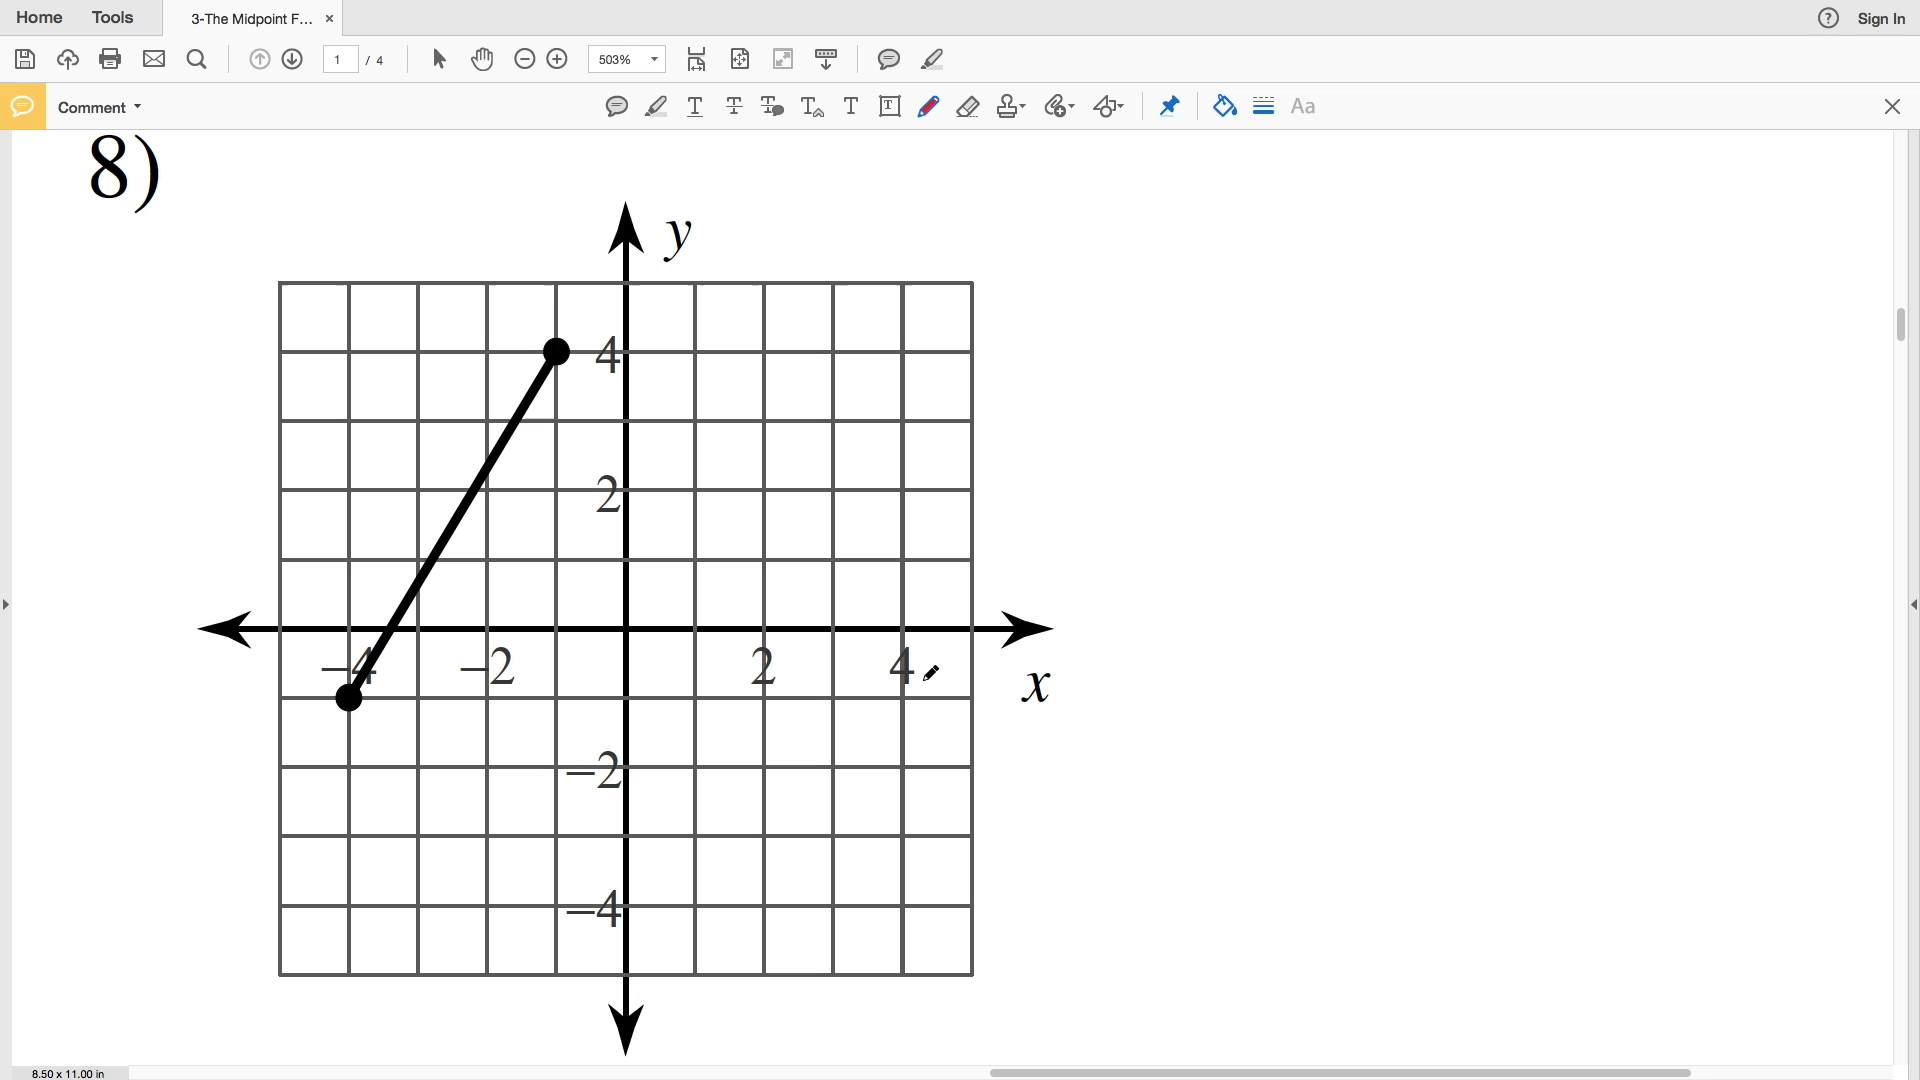 Home Tools 3-The Midpoint F... × ? Sign In
1 / 4 503%
Comment T T T T T T Aa
8)
y
4
2
−4 −2 2 4
x
−2
−4
8.50 x 11.00 in